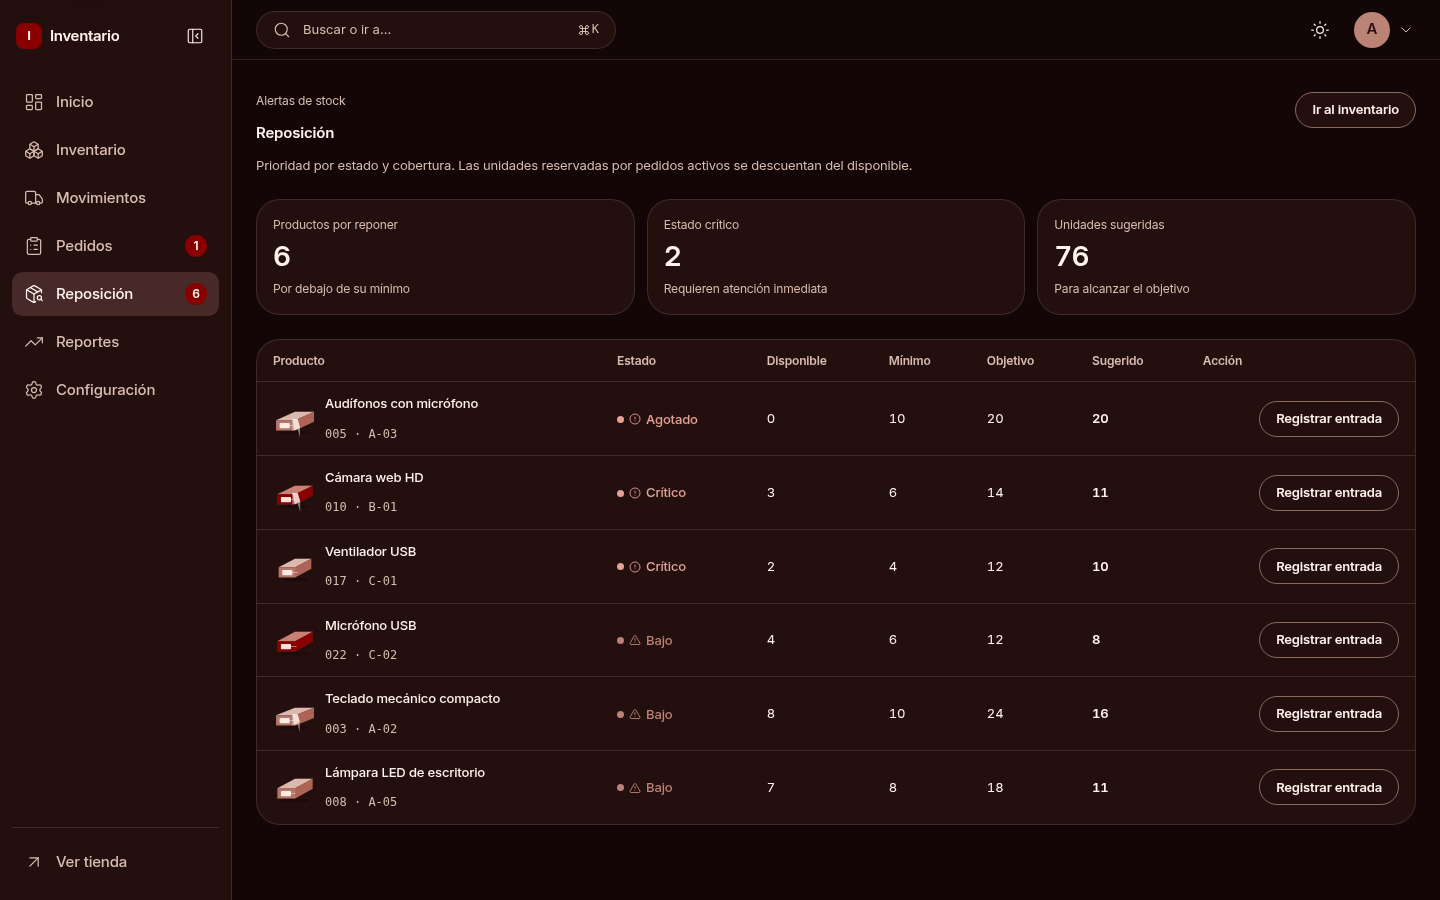 I Inventario
Buscar o ir a... ⌘K
A
Inicio
Inventario
Movimientos
Pedidos 1
Reposición 6
Reportes
Configuración
Ver tienda
Alertas de stock
Reposición
Prioridad por estado y cobertura. Las unidades reservadas por pedidos activos se descuentan del disponible.
Ir al inventario
Productos por reponer
6
Por debajo de su mínimo
Estado crítico
2
Requieren atención inmediata
Unidades sugeridas
76
Para alcanzar el objetivo
Producto Estado Disponible Mínimo Objetivo Sugerido Acción
Audífonos con micrófono
005 · A-03
Agotado 0 10 20 20 Registrar entrada
Cámara web HD
010 · B-01
Crítico 3 6 14 11 Registrar entrada
Ventilador USB
017 · C-01
Crítico 2 4 12 10 Registrar entrada
Micrófono USB
022 · C-02
Bajo 4 6 12 8 Registrar entrada
Teclado mecánico compacto
003 · A-02
Bajo 8 10 24 16 Registrar entrada
Lámpara LED de escritorio
008 · A-05
Bajo 7 8 18 11 Registrar entrada